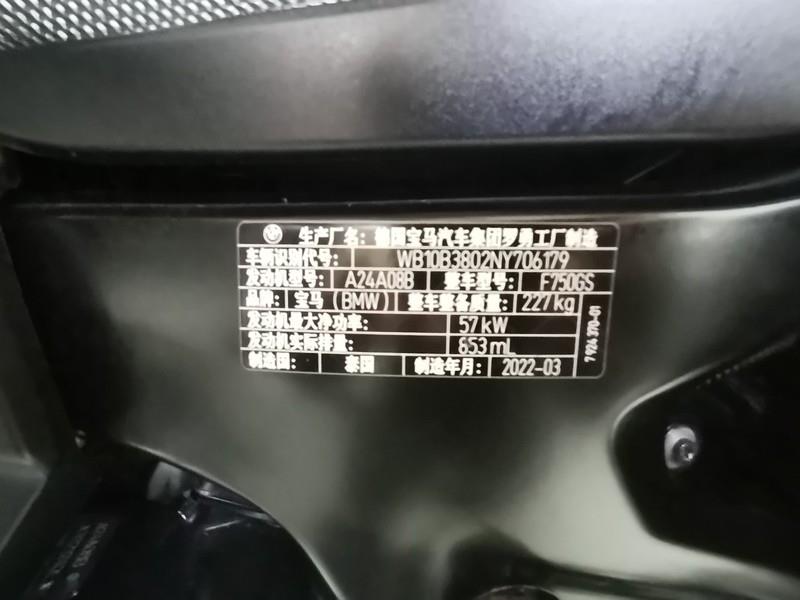 生产厂名：德国宝马汽车集团罗勇工厂制造
车辆识别代号： WB10B3802NY706179
发动机型号： A24A08B 整车型号： F750GS
品牌： 宝马（BMW） 整车整备质量： 227kg
发动机最大净功率： 57kW
发动机实际排量： 853mL
制造国： 泰国 制造年月： 2022-03
7 924 370-01